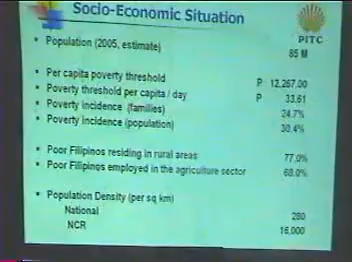 Socio-Economic Situation
PITC
• Population (2005, estimate) 85 M
• Per capita poverty threshold P 12,267.00
• Poverty threshold per capita / day P 33.61
• Poverty incidence (families) 24.7%
• Poverty incidence (population) 30.4%
• Poor Filipinos residing in rural areas 77.0%
• Poor Filipinos employed in the agriculture sector 68.0%
• Population Density (per sq km)
National 280
NCR 16,000